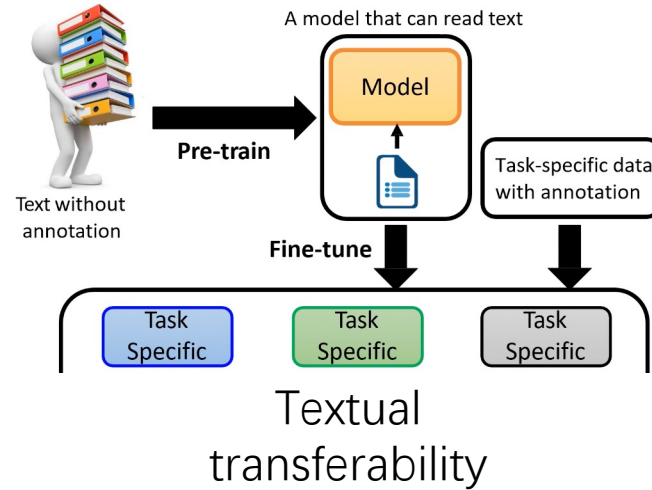 A model that can read text
Model
Pre-train
Text without
annotation
Task-specific data
with annotation
Fine-tune
Task
Specific
Task
Specific
Task
Specific
Textual
transferability